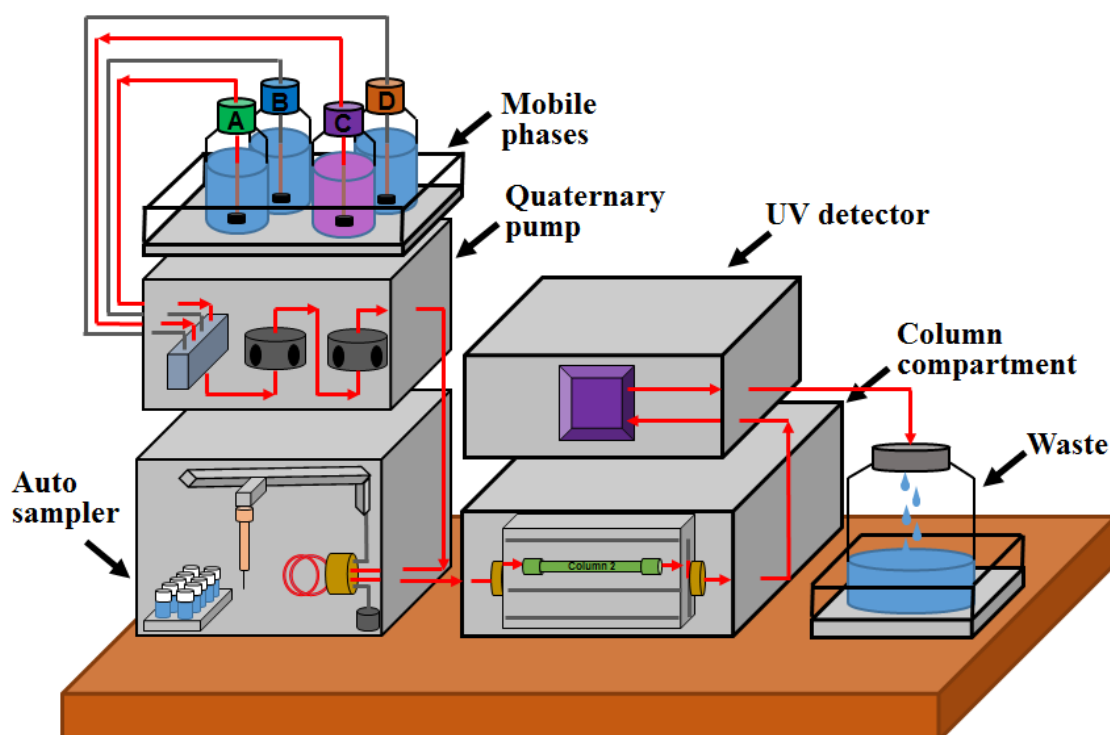 A
B
C
D
Mobile
phases
Quaternary
pump
UV detector
Column
compartment
Waste
Auto
sampler
Column 2